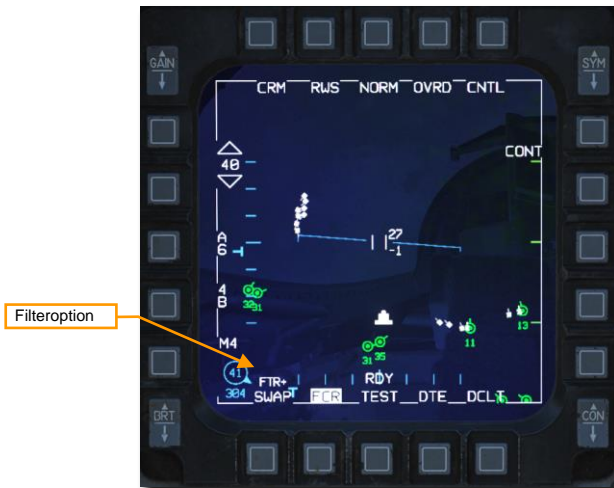 GAIN
SYM
CRM RWS NORM OVRD CNTL
40
CONT
27
-1
A
6
4
B
32 31
13
Filteroption
11
31 35
M4
41
FTR+
RDY
304 SWAP T FCR TEST DTE DCLT
BRT
CON